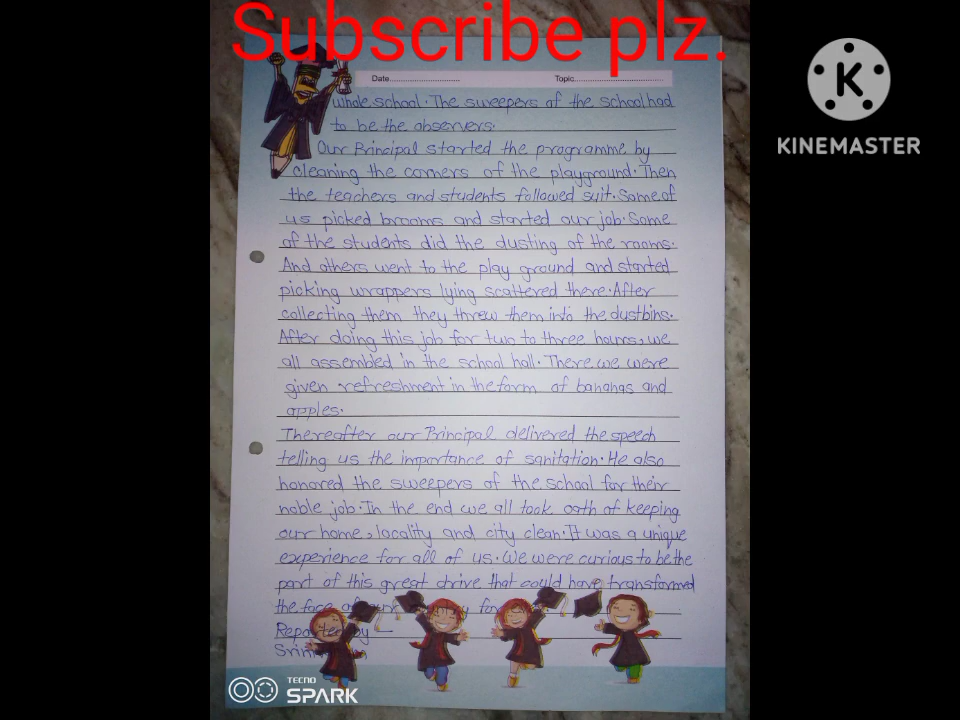 Subscribe plz.
Date
Topic
whole school. The sweepers of the school had
to be the observers.
Our Principal started the programme by
cleaning the corners of the playground. Then
the teachers and students followed suit. Some of
us picked brooms and started our job. Some
of the students did the dusting of the rooms.
And others went to the play ground and started
picking wrappers lying scattered there. After
collecting them they threw them into the dustbins.
After doing this job for two to three hours, we
all assembled in the school hall. There we were
given refreshment in the form of bananas and
apples.
Thereafter our Principal delivered the speech
telling us the importance of sanitation. He also
honored the sweepers of the school for their
noble job. In the end we all took oath of keeping
our home, locality and city clean. It was a unique
experience for all of us. We were curious to be the
part of this great drive that could have transformed
the face of our
Reported by —
TECNO
SPARK
K
KINEMASTER